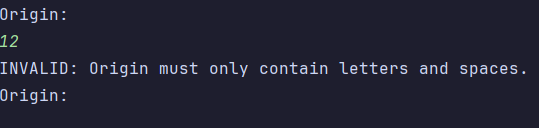 Origin:
12
INVALID: Origin must only contain letters and spaces.
Origin: